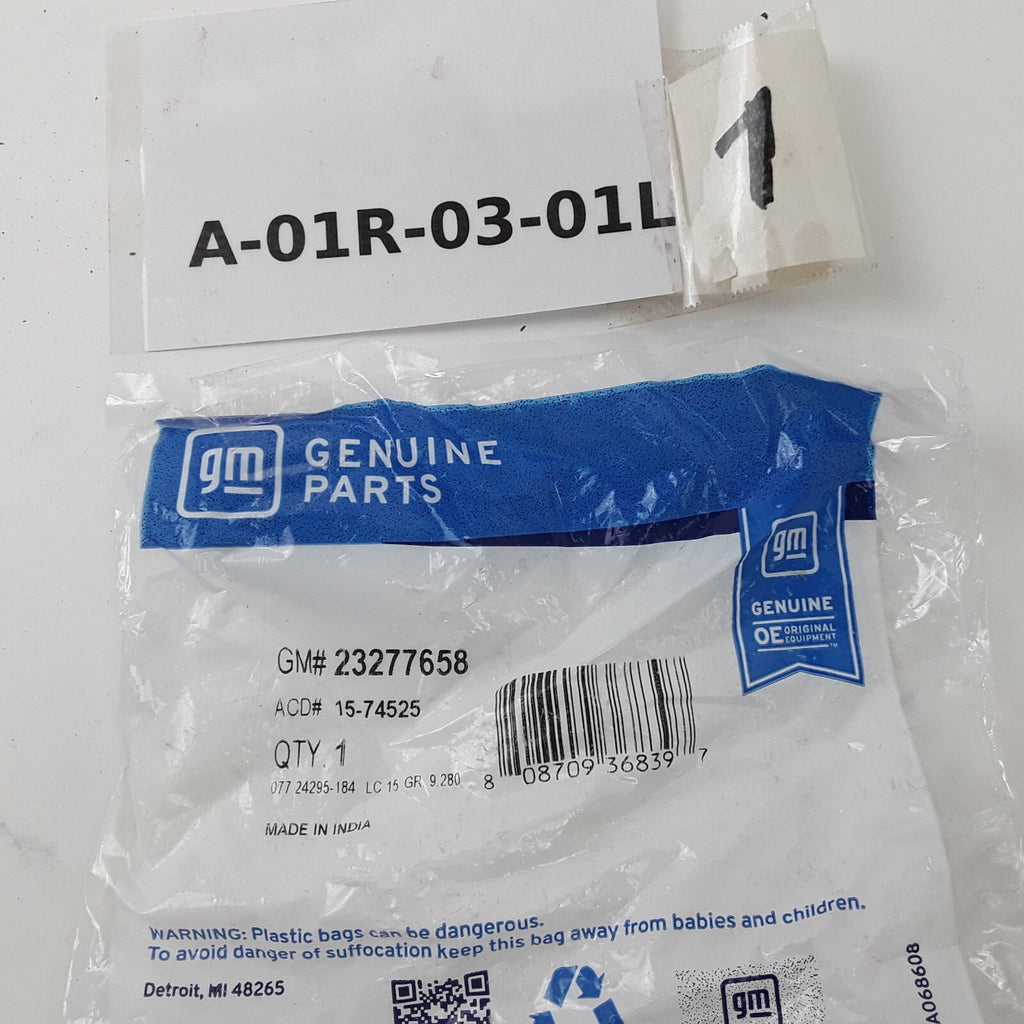 1
A-01R-03-01L
gm GENUINE
PARTS
gm
GENUINE
OE ORIGINAL
EQUIPMENT™
GM# 23277658
ACD# 15-74525
QTY. 1
077 24295-184 LC 15 GR 9.280
8 08709 36839 7
MADE IN INDIA
WARNING: Plastic bags can be dangerous.
To avoid danger of suffocation keep this bag away from babies and children.
Detroit, MI 48265
gm
A068608